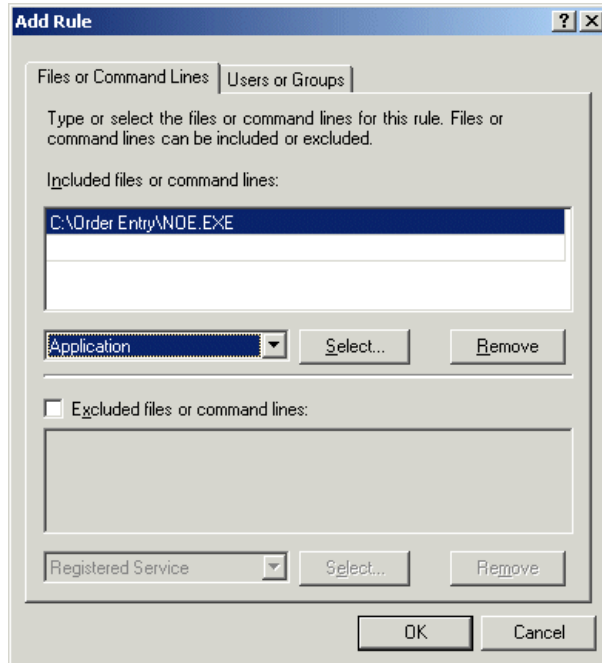 Add Rule
Files or Command Lines
Users or Groups
Type or select the files or command lines for this rule. Files or
command lines can be included or excluded.
Included files or command lines:
C:\Order Entry\NOE.EXE
Application
Select...
Remove
Excluded files or command lines:
Registered Service
Select...
Remove
OK
Cancel